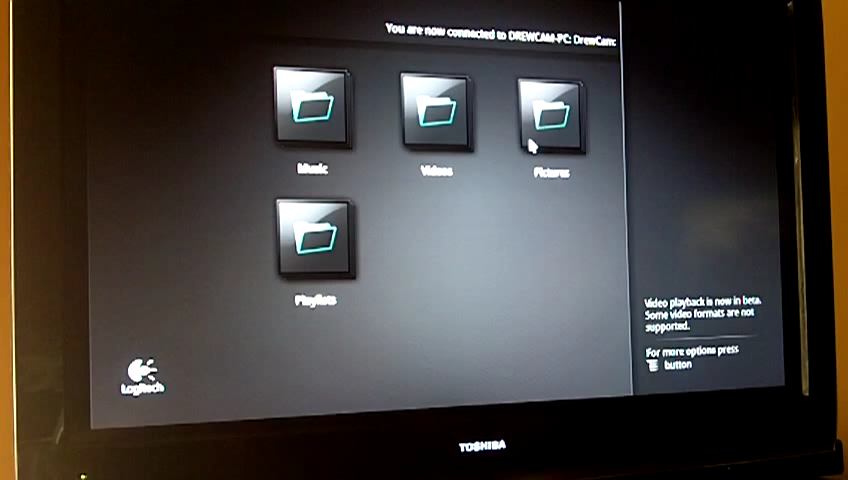 You are now connected to DREWCAM-PC: DrewCam:
Music
Videos
Pictures
Playlists
Video playback is now in beta.
Some video formats are not
supported.
For more options press
button
Logitech
TOSHIBA